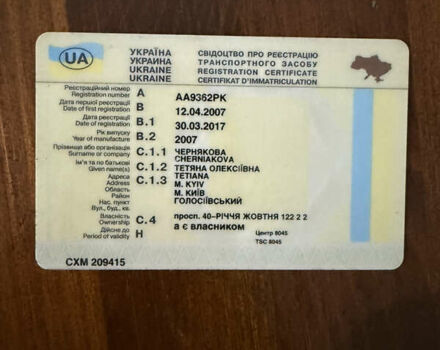 UA
УКРАЇНА СВІДОЦТВО ПРО РЕЄСТРАЦІЮ
УКРАИНА ТРАНСПОРТНОГО ЗАСОБУ
UKRAINE REGISTRATION CERTIFICATE
UKRAINE CERTIFICAT D'IMMATRICULATION
Реєстраційний номер
Registration number A AA9362PK
Дата першої реєстрації
Date of first registration B 12.04.2007
Дата реєстрації
Date of registration B.1 30.03.2017
Рік випуску
Year of manufacture B.2 2007
Прізвище або організація
Surname or company C.1.1 ЧЕРНЯКОВА
CHERNIAKOVA
Ім'я та по батькові
Given name(s) C.1.2 ТЕТЯНА ОЛЕКСІЇВНА
TETIANA
Адреса
Address C.1.3 M. KYIV
Область М. КИЇВ
Район ГОЛОСІЇВСЬКИЙ
Нас. пункт
Вул., буд., кв. просп. 40-РІЧЧЯ ЖОВТНЯ 122 2 2
Власність
Ownership C.4 а є власником
Дійсне до
Period of validity H Центр 8045
TSC 8045
CXM 209415